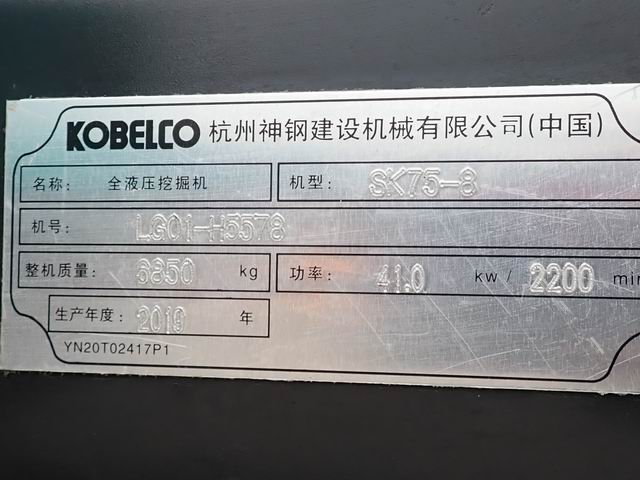 KOBELCO 杭州神钢建设机械有限公司(中国)
名称: 全液压挖掘机 机型: SK75-8
机号: LG01-H5578
整机质量: 6850 kg 功率: 41.0 kw / 2200 min
生产年度: 2019 年
YN20T02417P1